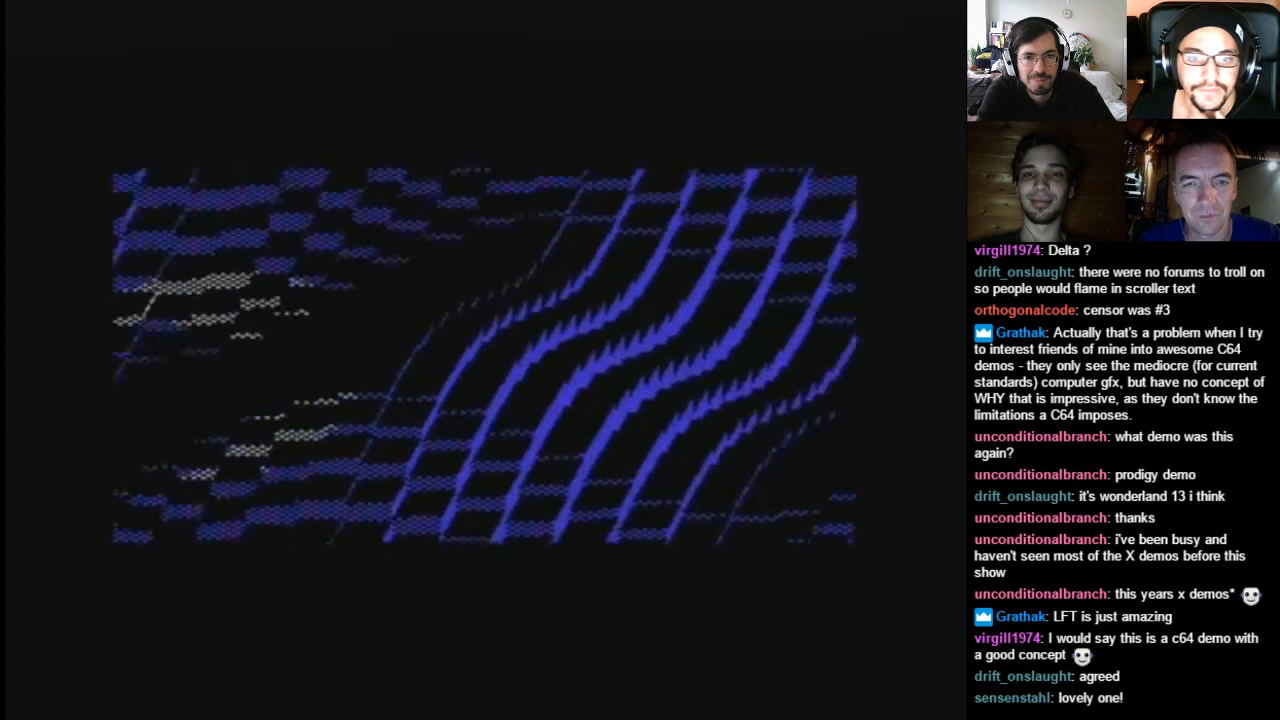 virgill1974: Delta ?
drift_onslaught: there were no forums to troll on
so people would flame in scroller text
orthogonalcode: censor was #3
Grathak: Actually that's a problem when I try
to interest friends of mine into awesome C64
demos - they only see the mediocre (for current
standards) computer gfx, but have no concept of
WHY that is impressive, as they don't know the
limitations a C64 imposes.
unconditionalbranch: what demo was this
again?
unconditionalbranch: prodigy demo
drift_onslaught: it's wonderland 13 i think
unconditionalbranch: thanks
unconditionalbranch: i've been busy and
haven't seen most of the X demos before this
show
unconditionalbranch: this years x demos*
Grathak: LFT is just amazing
virgill1974: I would say this is a c64 demo with
a good concept
drift_onslaught: agreed
sensenstahl: lovely one!